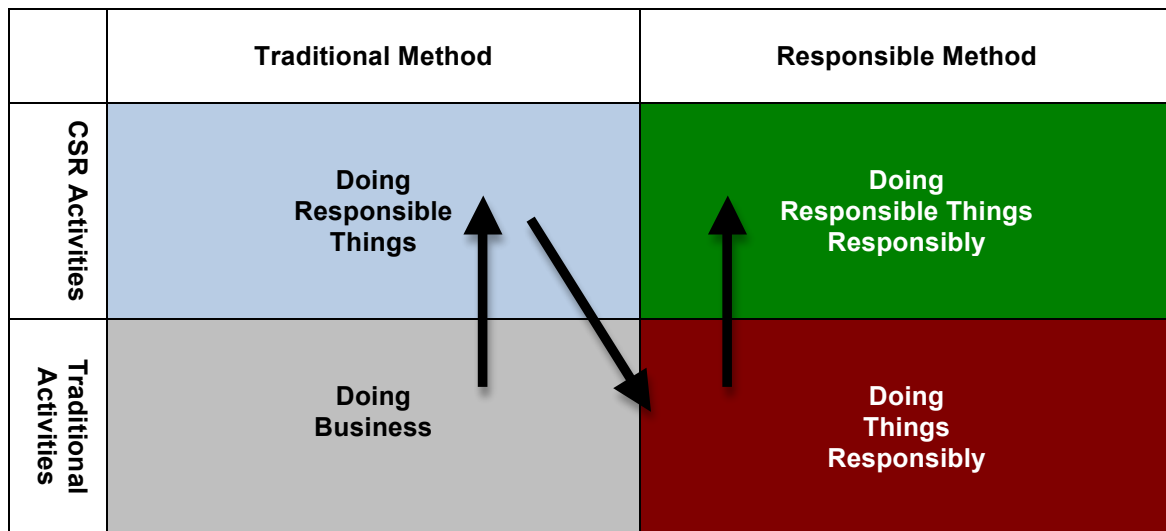 Traditional Method
Responsible Method
CSR Activities
Doing
Responsible
Things
Doing
Responsible Things
Responsibly
Traditional
Activities
Doing
Business
Doing
Things
Responsibly